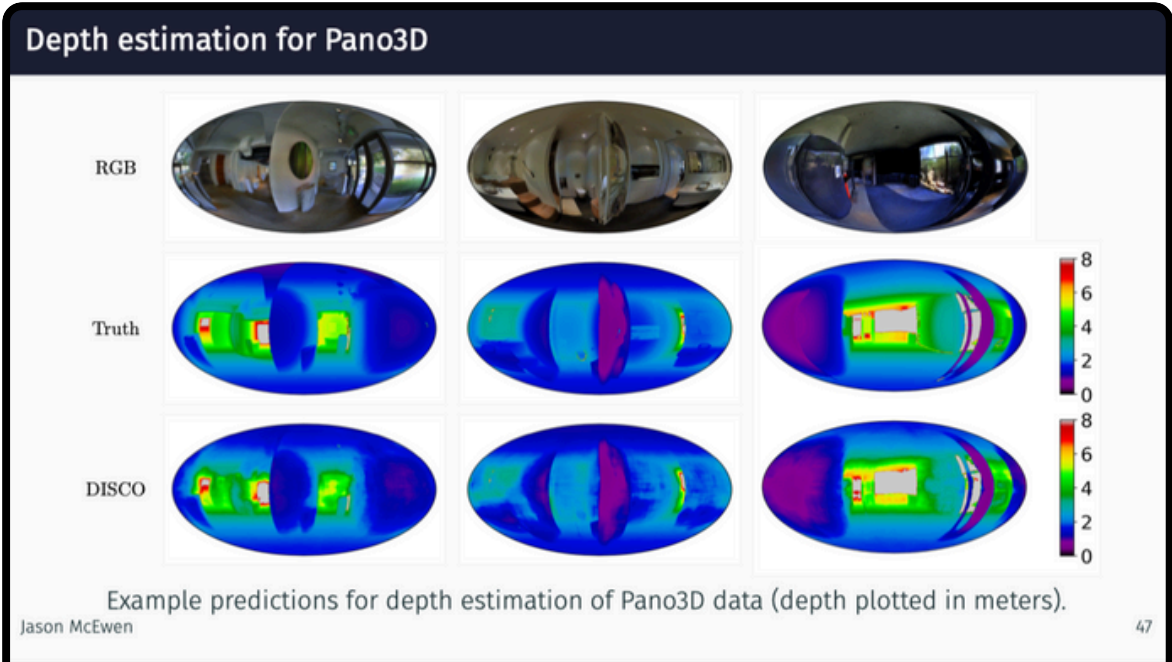 Depth estimation for Pano3D
RGB
Truth
8
6
4
2
0
DISCO
8
6
4
2
0
Example predictions for depth estimation of Pano3D data (depth plotted in meters).
Jason McEwen
47